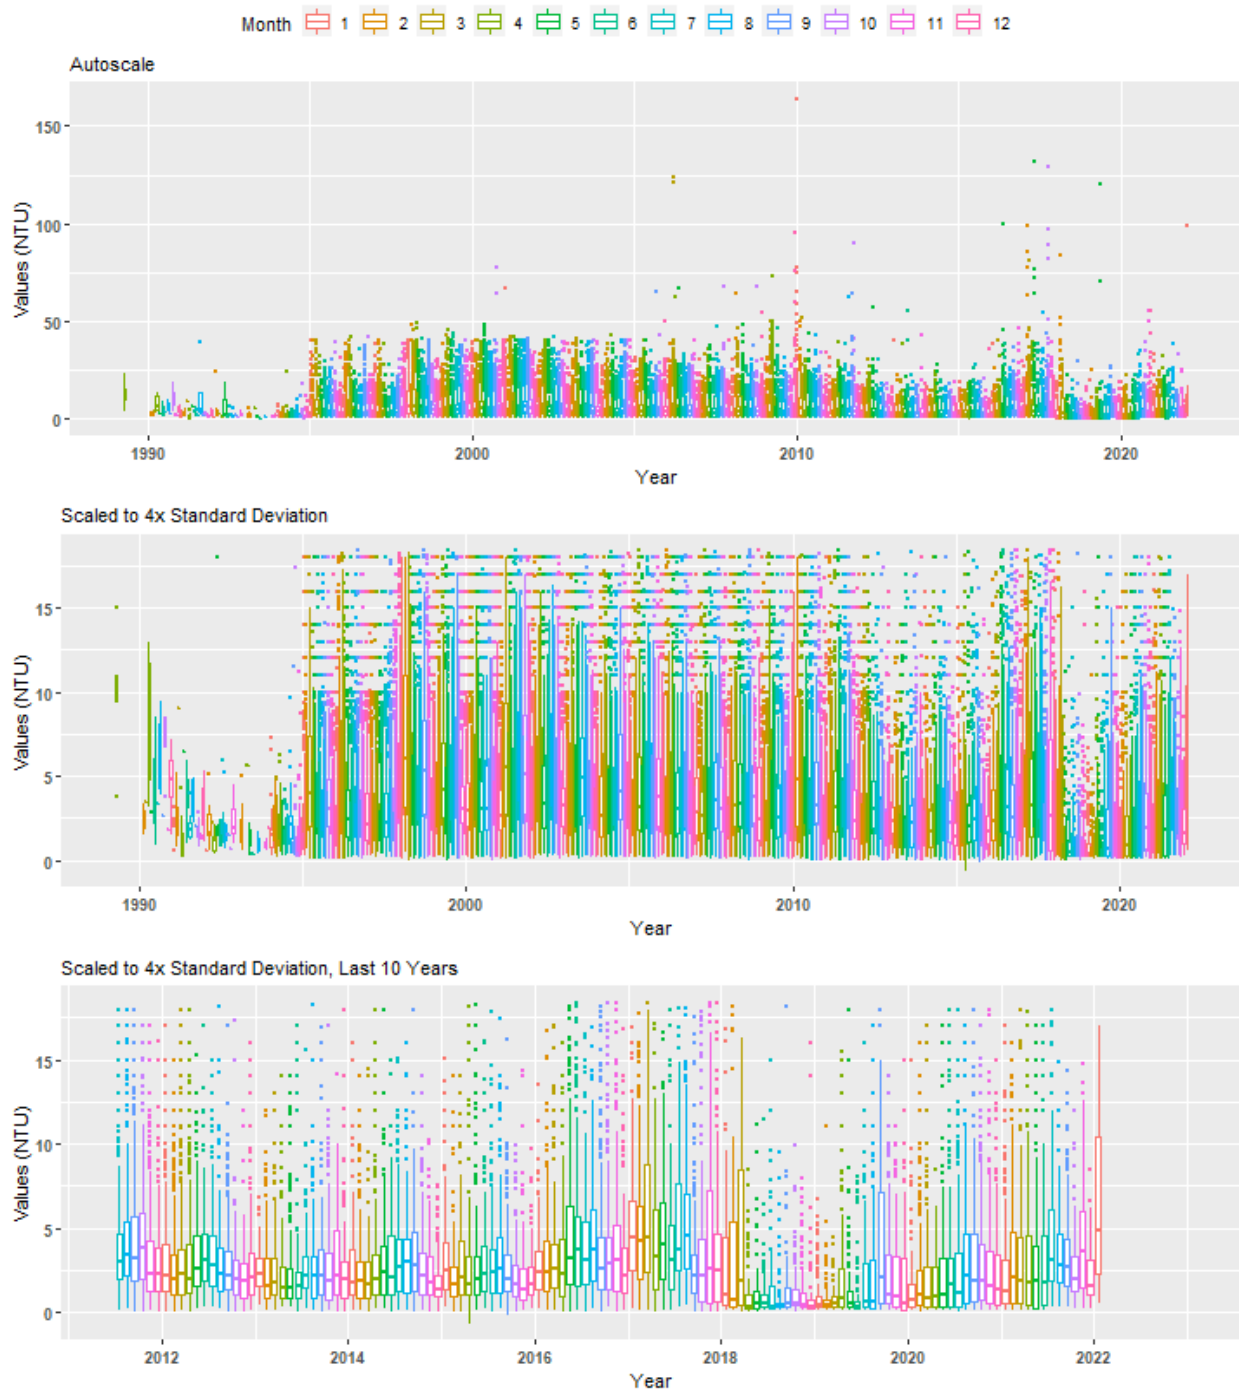 Month 1 2 3 4 5 6 7 8 9 10 11 12
Autoscale
Values (NTU)
150
100
50
0
1990 2000 2010 2020
Year
Scaled to 4x Standard Deviation
Values (NTU)
15
10
5
0
1990 2000 2010 2020
Year
Scaled to 4x Standard Deviation, Last 10 Years
Values (NTU)
15
10
5
0
2012 2014 2016 2018 2020 2022
Year